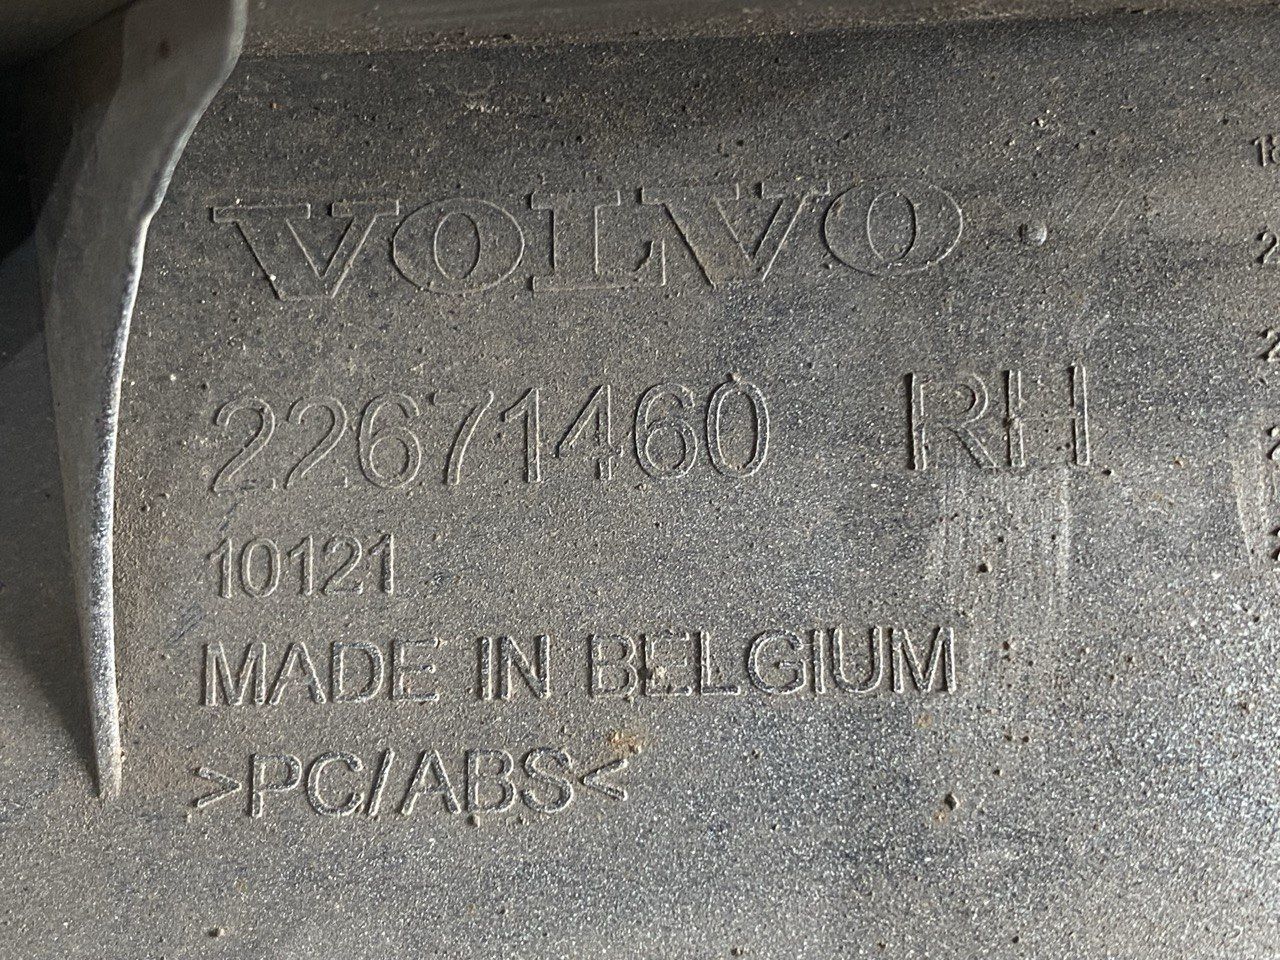 VOLVO
22671460 RH
10121
MADE IN BELGIUM
>PC/ABS<